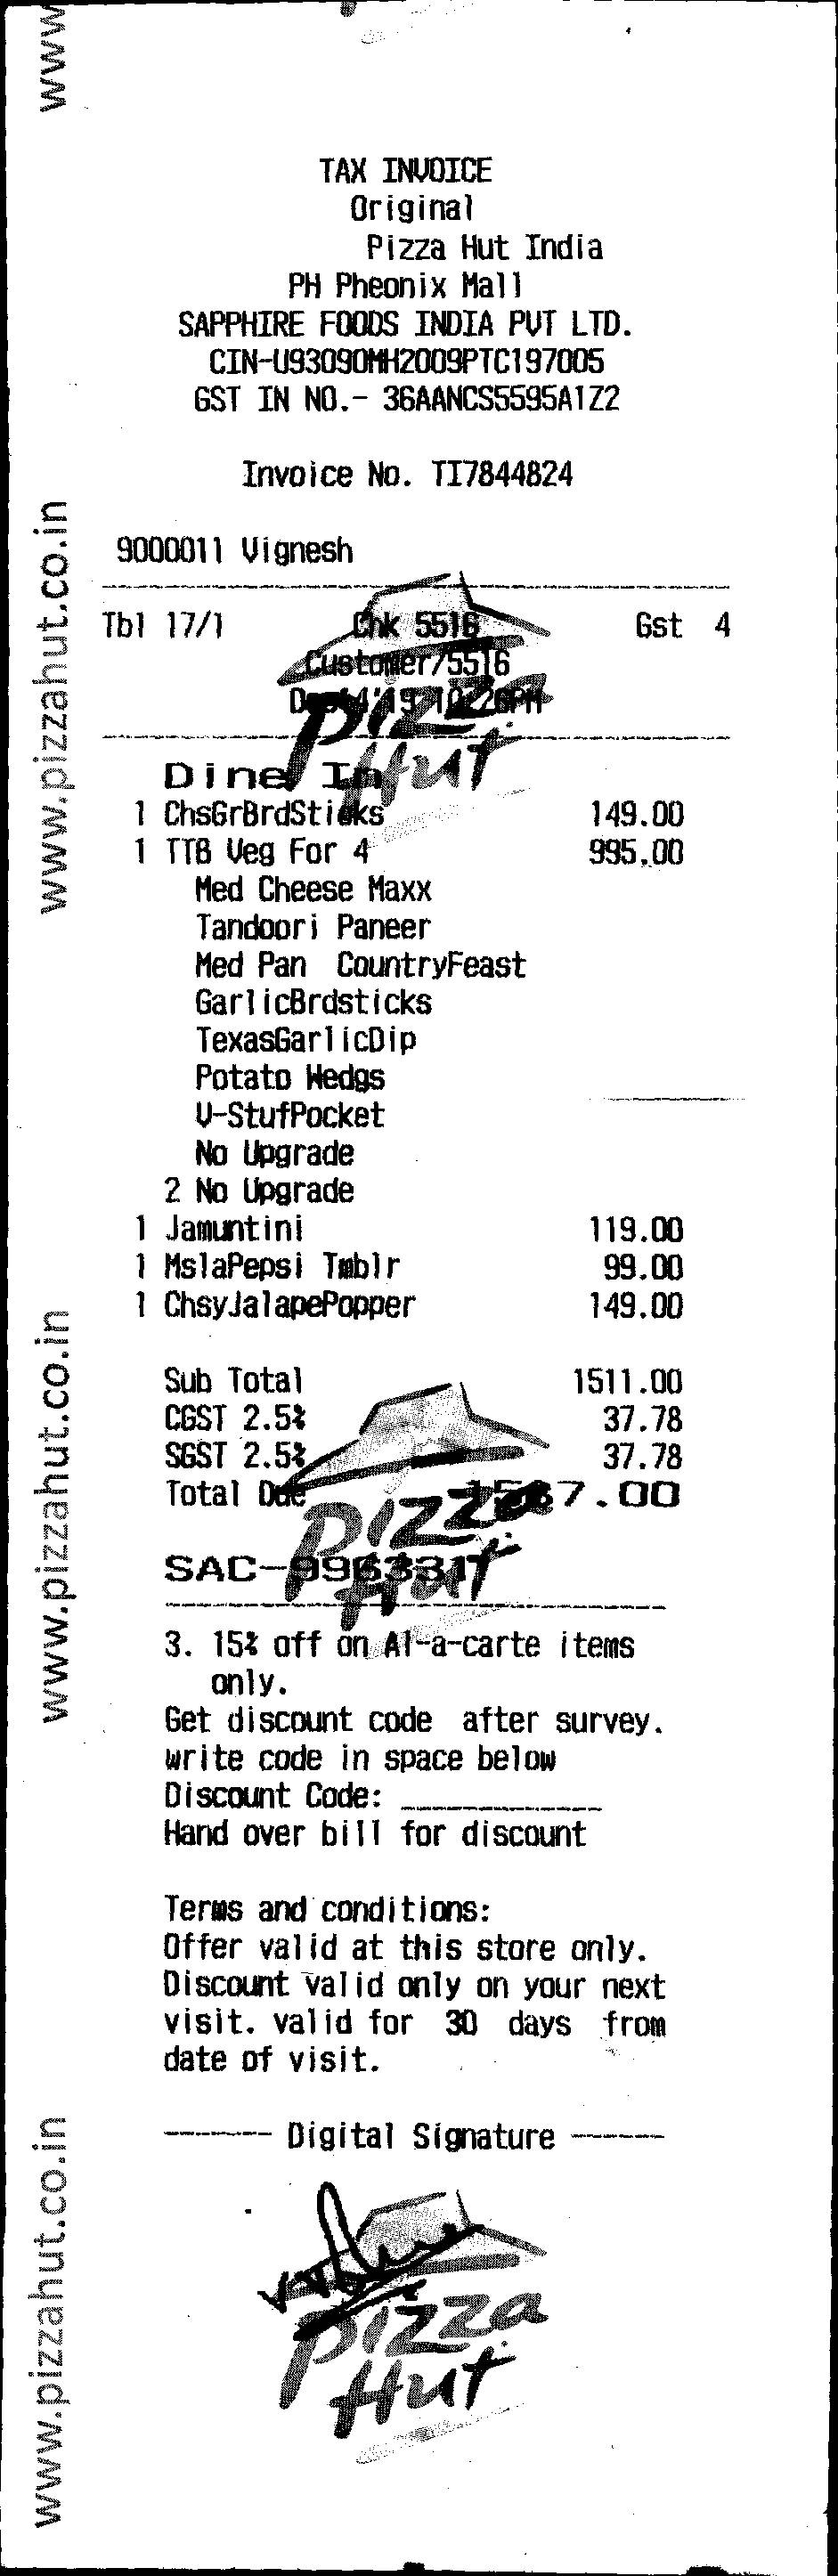 www
TAX INVOICE
Original
Pizza Hut India
PH Pheonix Mall
SAPPHIRE FOODS INDIA PVT LTD.
CIN-U93090MH2009PTC197005
GST IN NO.- 36AANCS5595A1Z2
Invoice No. TI7844824
9000011 Vignesh
Tbl 17/1 Chk 5516 Gst 4
Customer/5516
10:26PM
Pizza Hut
Dine In
1 ChsGrBrdSticks 149.00
1 TTB Veg For 4 995.00
Med Cheese Maxx
Tandoori Paneer
Med Pan CountryFeast
GarlicBrdsticks
TexasGarlicDip
Potato Wedgs
V-StufPocket
No Upgrade
2 No Upgrade
1 Jamuntini 119.00
1 MslaPepsi Tmblr 99.00
1 ChsyJalapePopper 149.00
www.pizzahut.co.in
Sub Total 1511.00
CGST 2.5% 37.78
SGST 2.5% 37.78
Total Due 1587.00
Pizza Hut
SAC-996331
3. 15% off on Al-a-carte items
only.
Get discount code after survey.
write code in space below
Discount Code: ____________
Hand over bill for discount
www.pizzahut.co.in
Terms and conditions:
Offer valid at this store only.
Discount valid only on your next
visit. valid for 30 days from
date of visit.
------- Digital Signature ------
Pizza Hut
www.pizzahut.co.in